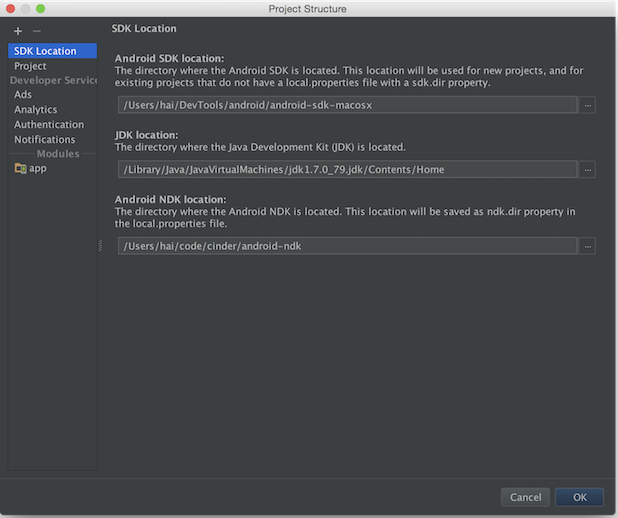 Project Structure
SDK Location
Project
Developer Servic
Ads
Analytics
Authentication
Notifications
Modules
app
SDK Location
Android SDK location:
The directory where the Android SDK is located. This location will be used for new projects, and for
existing projects that do not have a local.properties file with a sdk.dir property.
/Users/hai/DevTools/android/android-sdk-macosx
...
JDK location:
The directory where the Java Development Kit (JDK) is located.
/Library/Java/JavaVirtualMachines/jdk1.7.0_79.jdk/Contents/Home
...
Android NDK location:
The directory where the Android NDK is located. This location will be saved as ndk.dir property in
the local.properties file.
/Users/hai/code/cinder/android-ndk
...
Cancel
OK